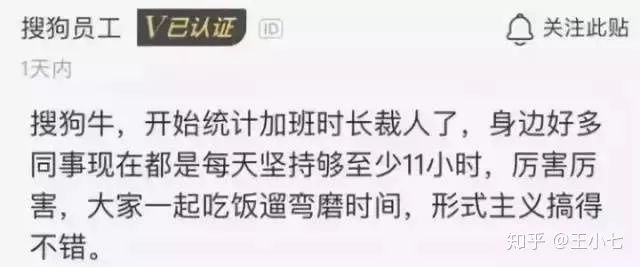 搜狗员工 V已认证 ID 关注此贴
1天内
搜狗牛，开始统计加班时长裁人了，身边好多
同事现在都是每天坚持够至少11小时，厉害厉
害，大家一起吃饭遛弯磨时间，形式主义搞得
不错。
知乎 @王小七